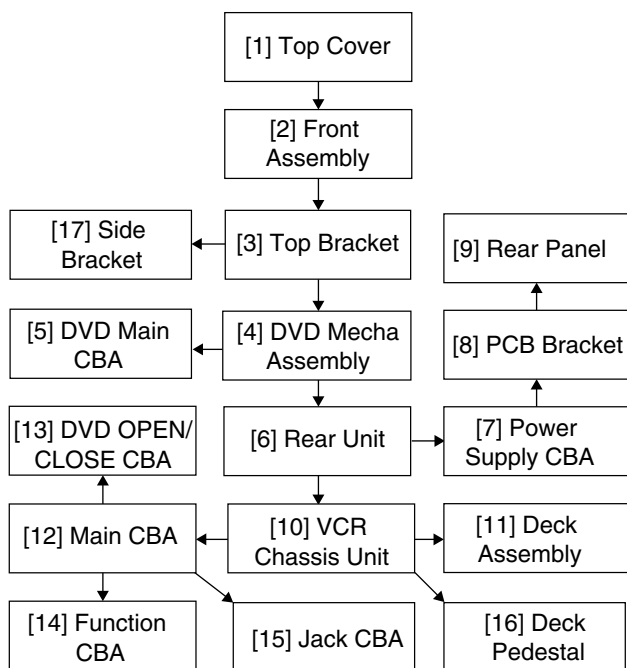 [1] Top Cover
[2] Front
Assembly
[17] Side
Bracket
[3] Top Bracket
[9] Rear Panel
[5] DVD Main
CBA
[4] DVD Mecha
Assembly
[8] PCB Bracket
[13] DVD OPEN/
CLOSE CBA
[6] Rear Unit
[7] Power
Supply CBA
[12] Main CBA
[10] VCR
Chassis Unit
[11] Deck
Assembly
[14] Function
CBA
[15] Jack CBA
[16] Deck
Pedestal